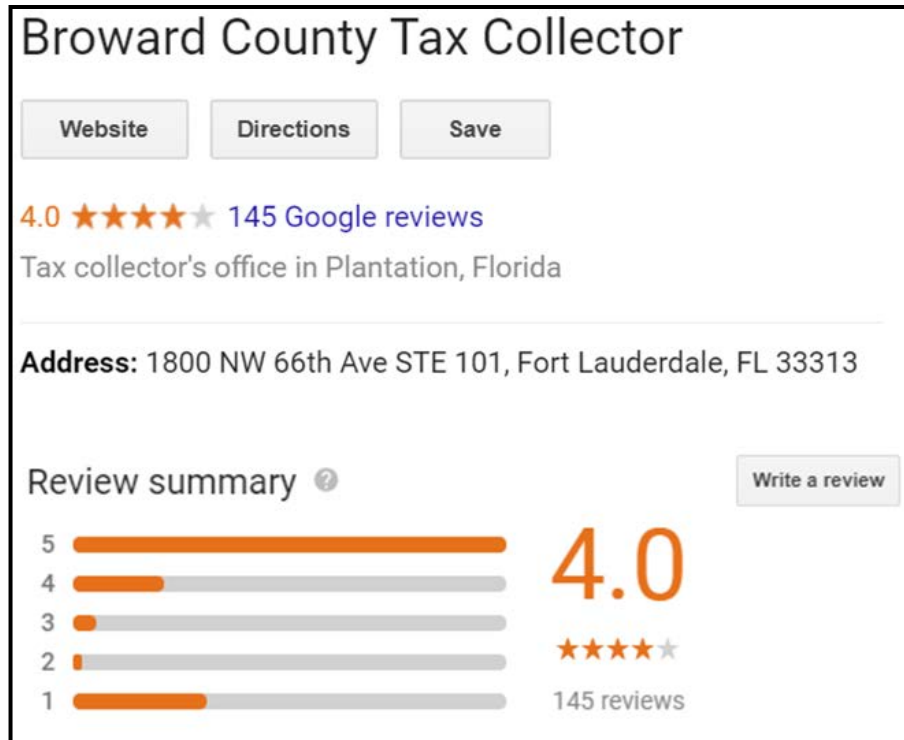 Broward County Tax Collector
Website Directions Save
4.0 145 Google reviews
Tax collector's office in Plantation, Florida
Address: 1800 NW 66th Ave STE 101, Fort Lauderdale, FL 33313
Review summary ? Write a review
5
4
3
2
1
4.0
145 reviews